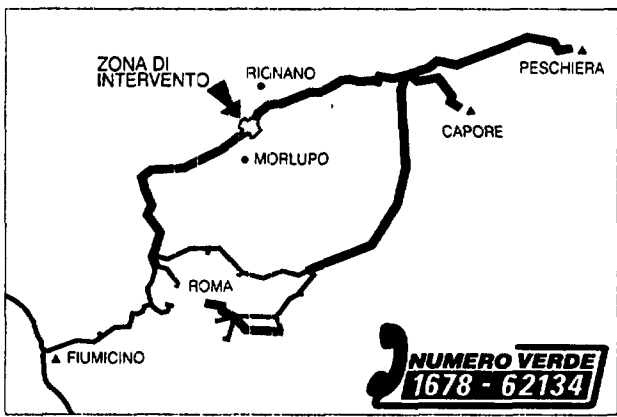 ZONA DI
INTERVENTO
RIGNANO
PESCHIERA
CAPORE
MORLUPO
ROMA
FIUMICINO
NUMERO VERDE
1678 - 62134